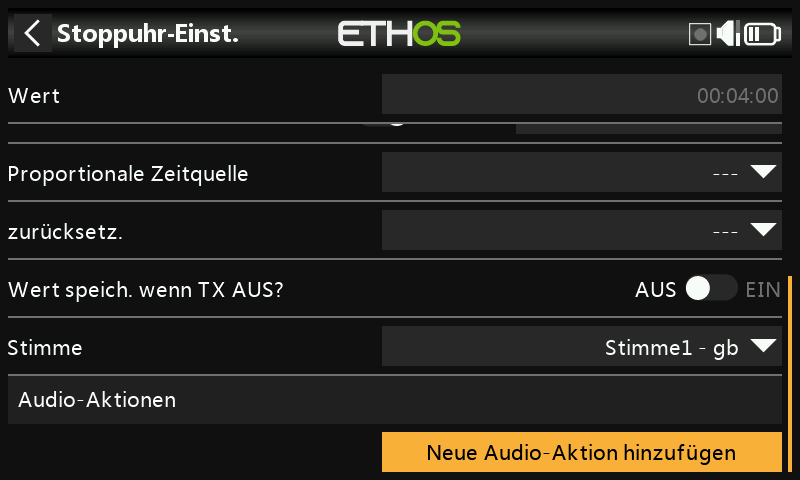 Stoppuhr-Einst.
ETHOS
Wert
00:04:00
Proportionale Zeitquelle
---
zurücksetz.
---
Wert speich. wenn TX AUS?
AUS EIN
Stimme
Stimme1 - gb
Audio-Aktionen
Neue Audio-Aktion hinzufügen